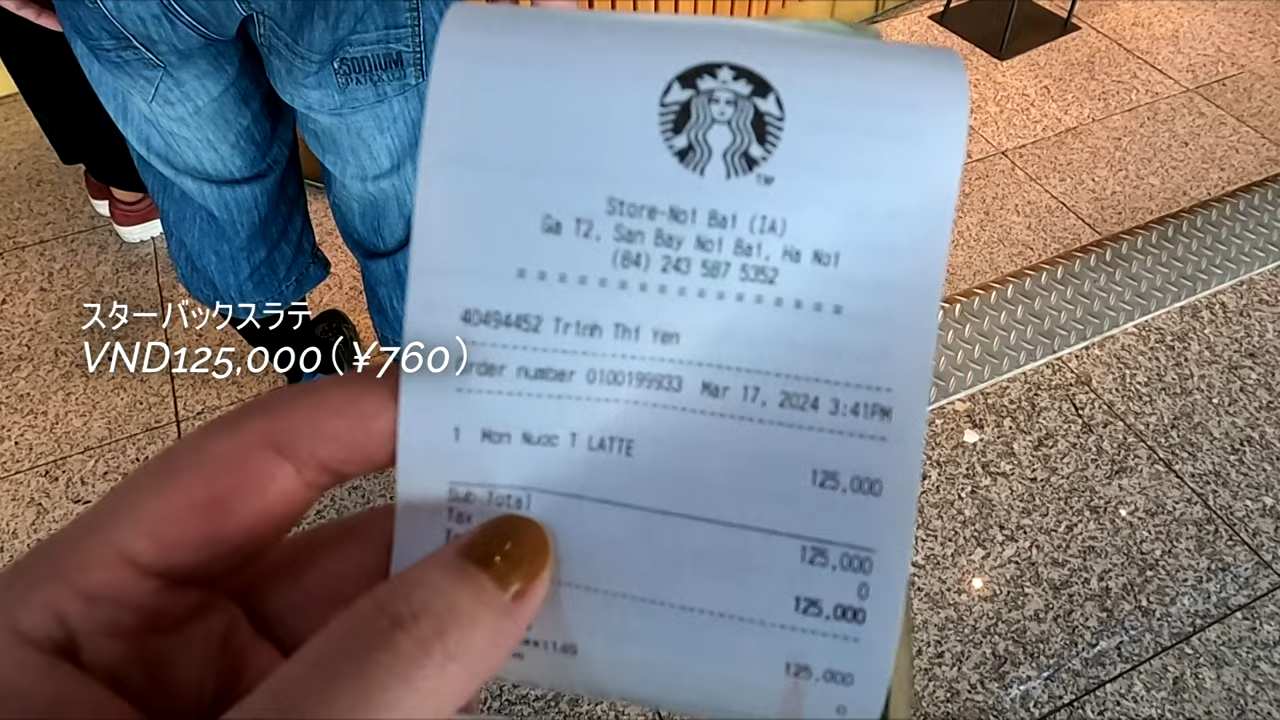 SODIUM
TM
Store-Noi Bai (IA)
Ga T2, San Bay Noi Bai, Ha Noi
(84) 243 587 5352
スターバックスラテ
VND125,000（¥760）
40494452 Trinh Thi Yen
rder number 0100199933 Mar 17, 2024 3:41PM
1 Mon Nuoc T LATTE
125,000
Sub Total
125,000
Tax
0
125,000
125,000
0